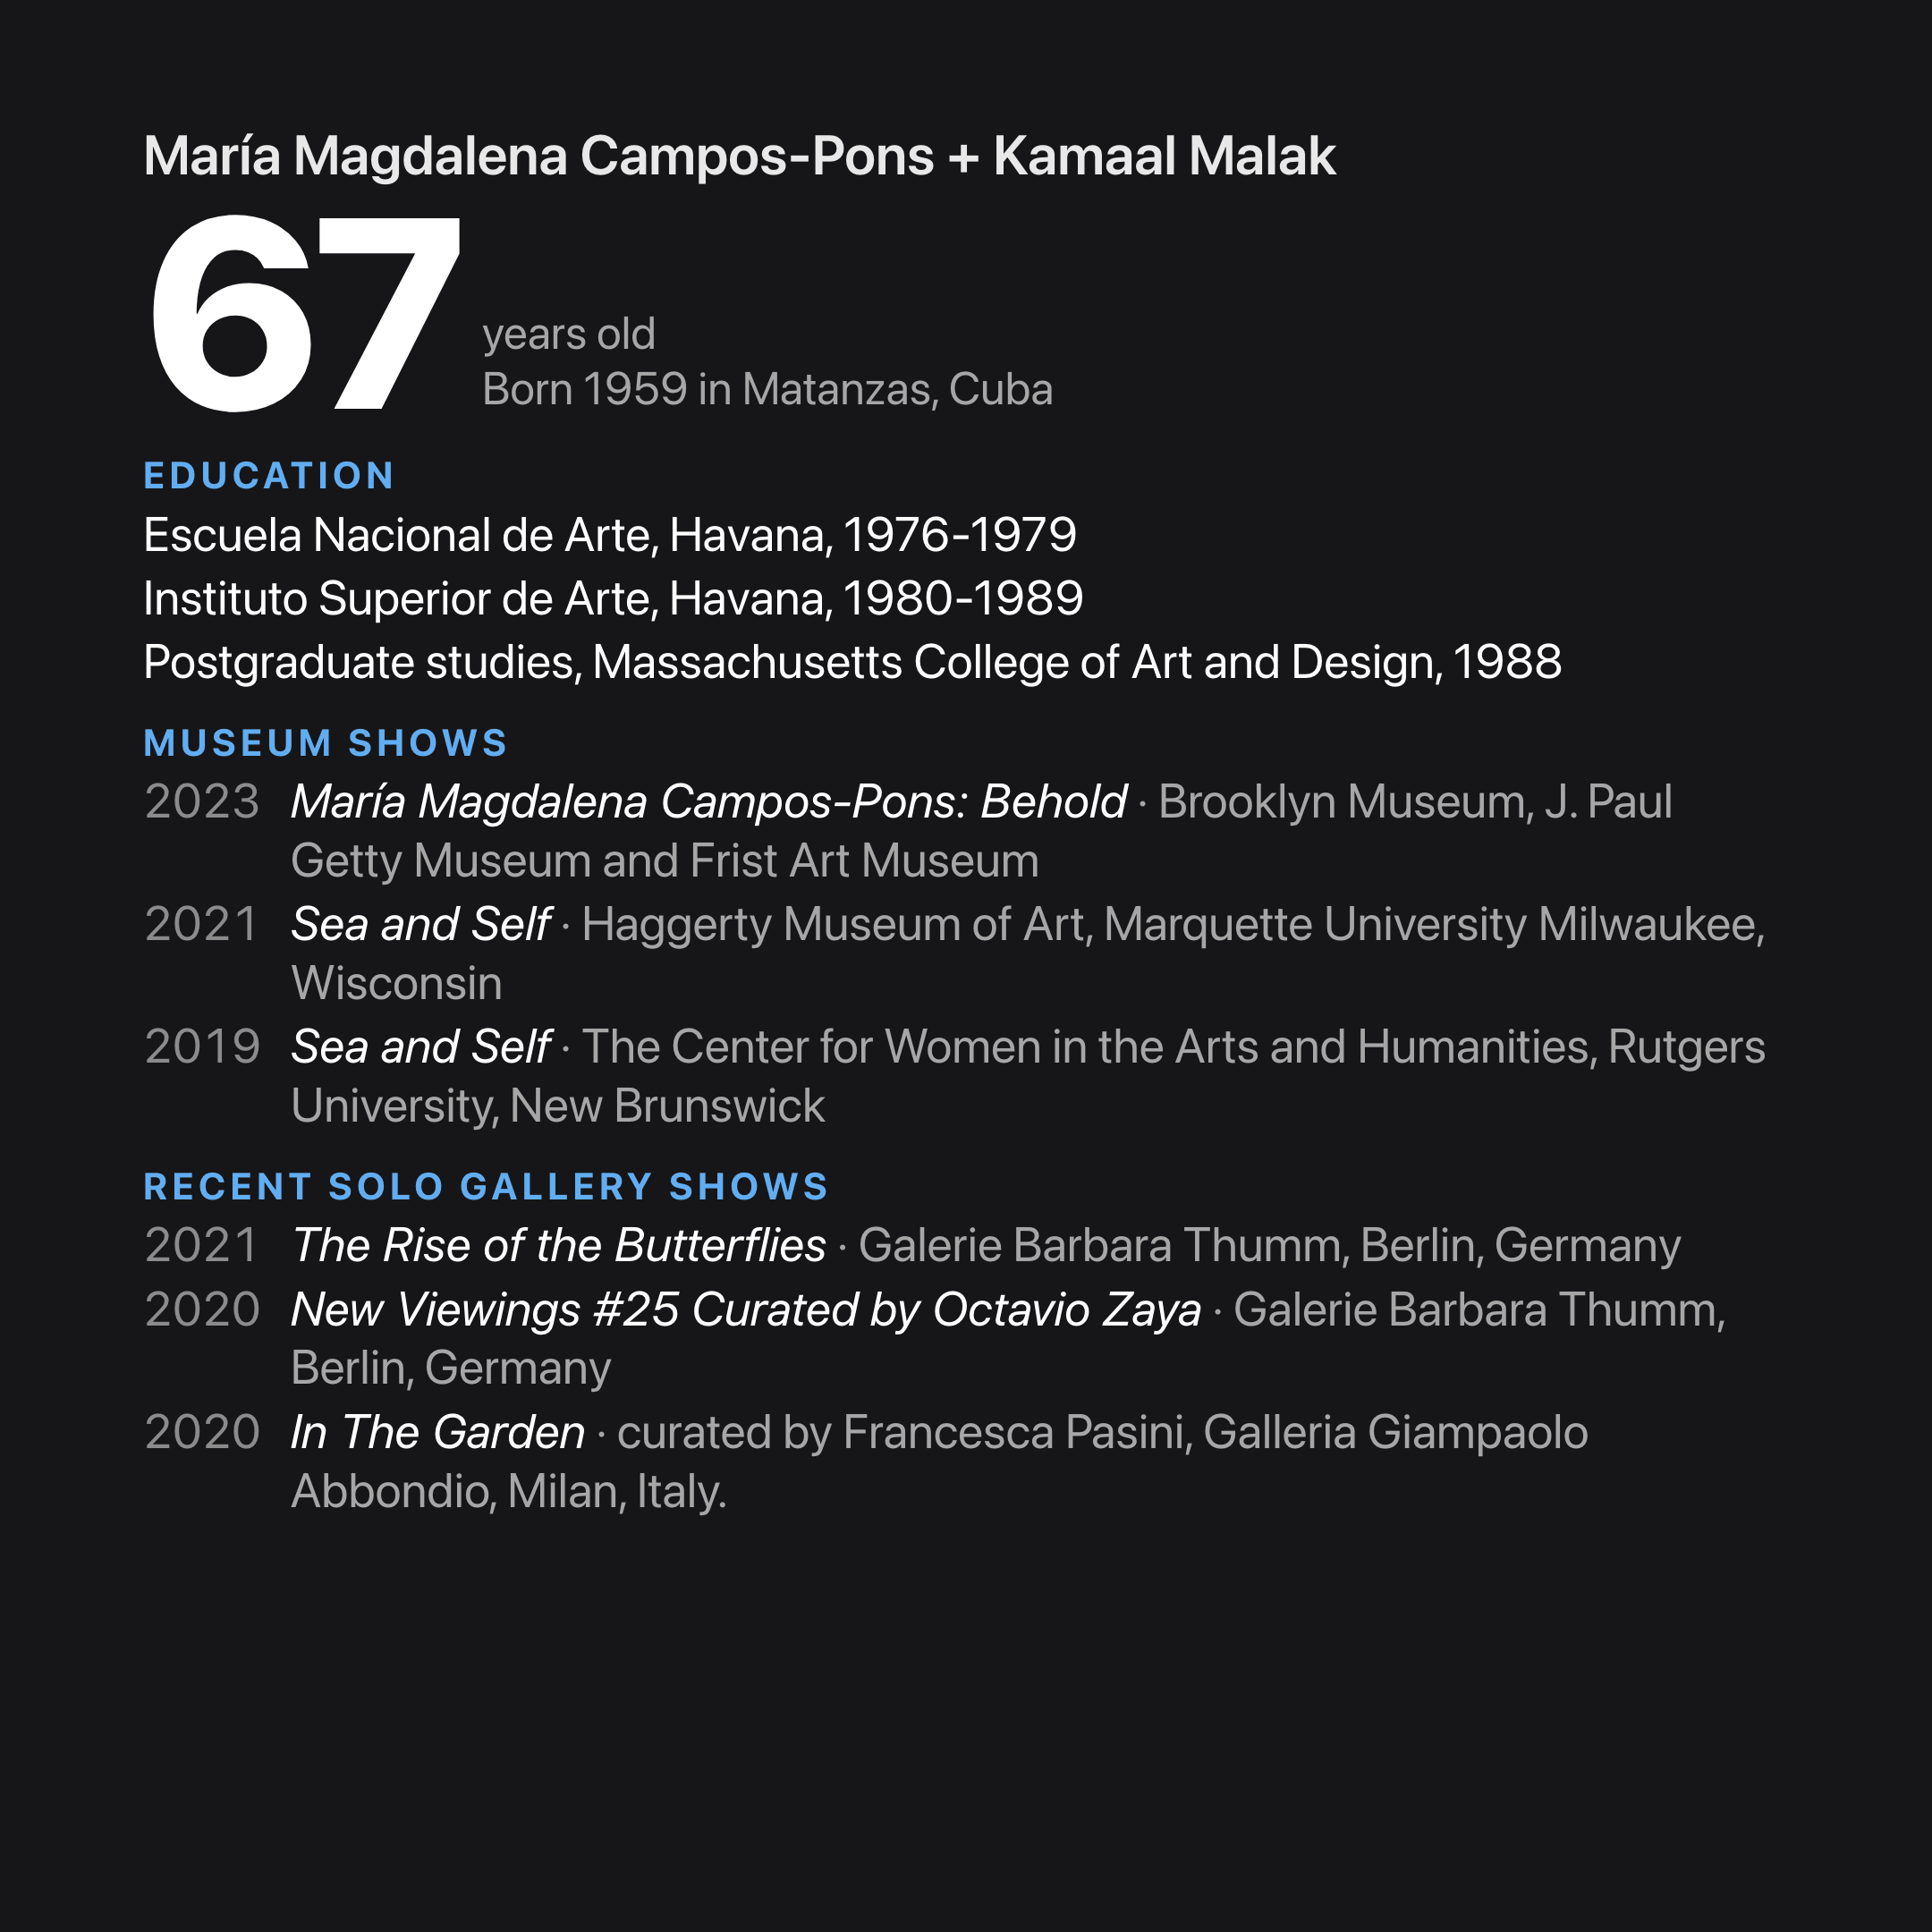 María Magdalena Campos-Pons + Kamaal Malak
67
years old
Born 1959 in Matanzas, Cuba
EDUCATION
Escuela Nacional de Arte, Havana, 1976-1979
Instituto Superior de Arte, Havana, 1980-1989
Postgraduate studies, Massachusetts College of Art and Design, 1988
MUSEUM SHOWS
2023 María Magdalena Campos-Pons: Behold · Brooklyn Museum, J. Paul
Getty Museum and Frist Art Museum
2021 Sea and Self · Haggerty Museum of Art, Marquette University Milwaukee,
Wisconsin
2019 Sea and Self · The Center for Women in the Arts and Humanities, Rutgers
University, New Brunswick
RECENT SOLO GALLERY SHOWS
2021 The Rise of the Butterflies · Galerie Barbara Thumm, Berlin, Germany
2020 New Viewings #25 Curated by Octavio Zaya · Galerie Barbara Thumm,
Berlin, Germany
2020 In The Garden · curated by Francesca Pasini, Galleria Giampaolo
Abbondio, Milan, Italy.